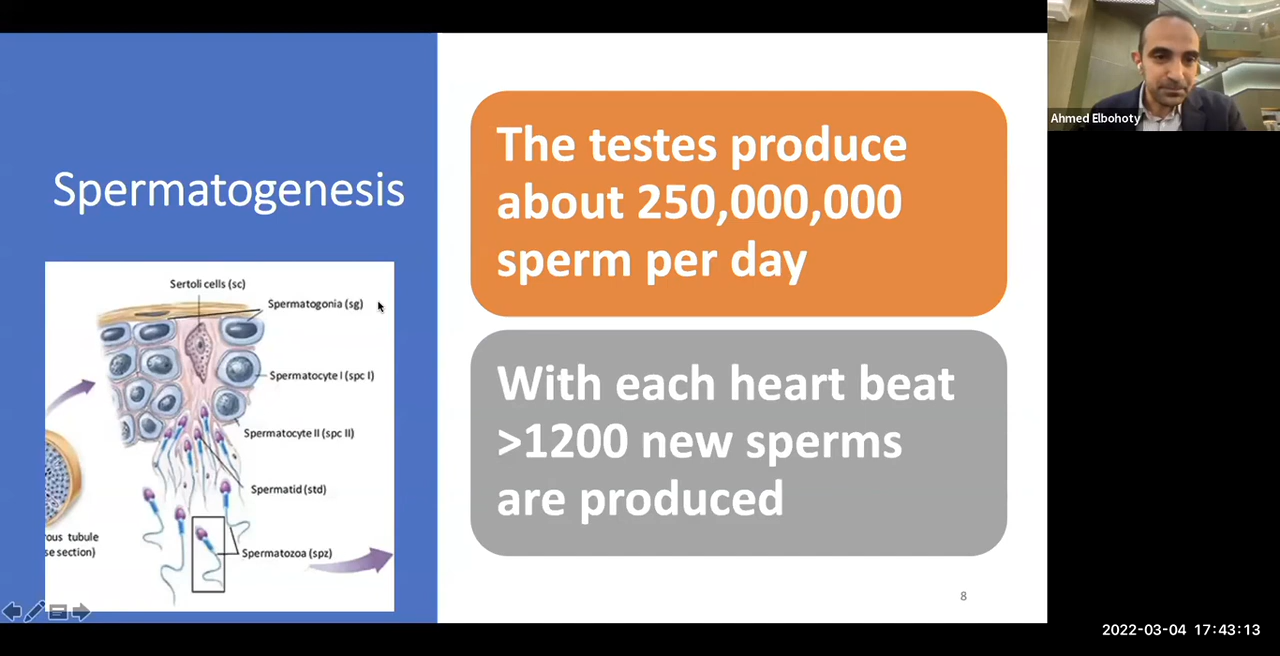 Spermatogenesis
Sertoli cells (sc)
Spermatogonia (sg)
Spermatocyte I (spc I)
Spermatocyte II (spc II)
Spermatid (std)
Spermatozoa (spz)
tubule
section)
The testes produce
about 250,000,000
sperm per day
With each heart beat
>1200 new sperms
are produced
8
Ahmed Elbohoty
2022-03-04 17:43:13